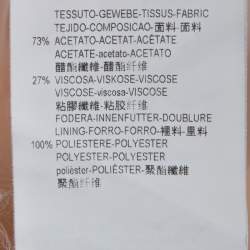 TESSUTO-GEWEBE-TISSUS-FABRIC
TEJIDO-COMPOSICAO-面料-面料
73% ACETATO-ACETAT-ACÉTATE
ACETATE-acetato-ACETATO
醋酯纖維-醋酯纤维
27% VISCOSA-VISKOSE-VISCOSE
VISCOSE-viscosa-VISCOSE
粘膠纖維-粘胶纤维
FODERA-INNENFUTTER-DOUBLURE
LINING-FORRO-FORRO-裡料-里料
100% POLIESTERE-POLYESTER
POLYESTER-POLYESTER
poliéster-POLIÉSTER-聚酯纖維
聚酯纤维